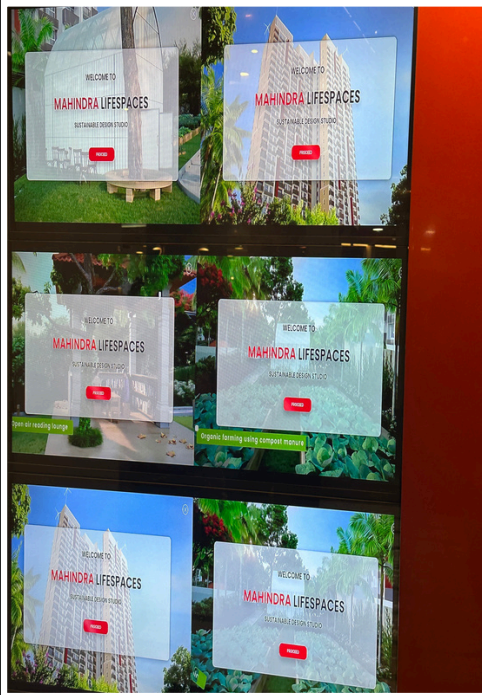 WELCOME TO
MAHINDRA LIFESPACES
SUSTAINABLE DESIGN STUDIO
PROCEED
WELCOME TO
MAHINDRA LIFESPACES
SUSTAINABLE DESIGN STUDIO
PROCEED
WELCOME TO
MAHINDRA LIFESPACES
SUSTAINABLE DESIGN STUDIO
PROCEED
Open air reading lounge
WELCOME TO
MAHINDRA LIFESPACES
SUSTAINABLE DESIGN STUDIO
PROCEED
Organic farming using compost manure
WELCOME TO
MAHINDRA LIFESPACES
SUSTAINABLE DESIGN STUDIO
PROCEED
WELCOME TO
MAHINDRA LIFESPACES
SUSTAINABLE DESIGN STUDIO
PROCEED